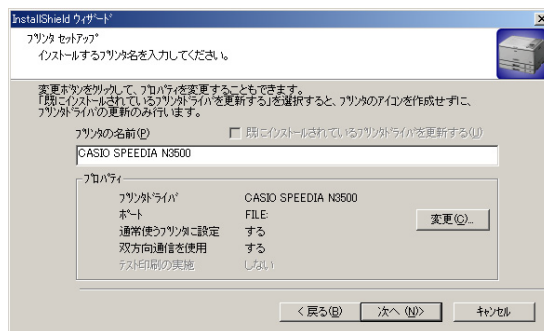 InstallShield ウィザード
プリンタ セットアップ
インストールするプリンタ名を入力してください。
変更ボタンをクリックして、プロパティを変更することもできます。
「既にインストールされているプリンタドライバを更新する」を選択すると、プリンタのアイコンを作成せずに、
プリンタドライバの更新のみ行います。
プリンタの名前(P)
既にインストールされているプリンタドライバを更新する(U)
CASIO SPEEDIA N3500
プロパティ
プリンタドライバ CASIO SPEEDIA N3500
ポート FILE:
通常使うプリンタに設定 する
双方向通信を使用 する
テスト印刷の実施 しない
変更(C)...
< 戻る(B) 次へ (N)> キャンセル